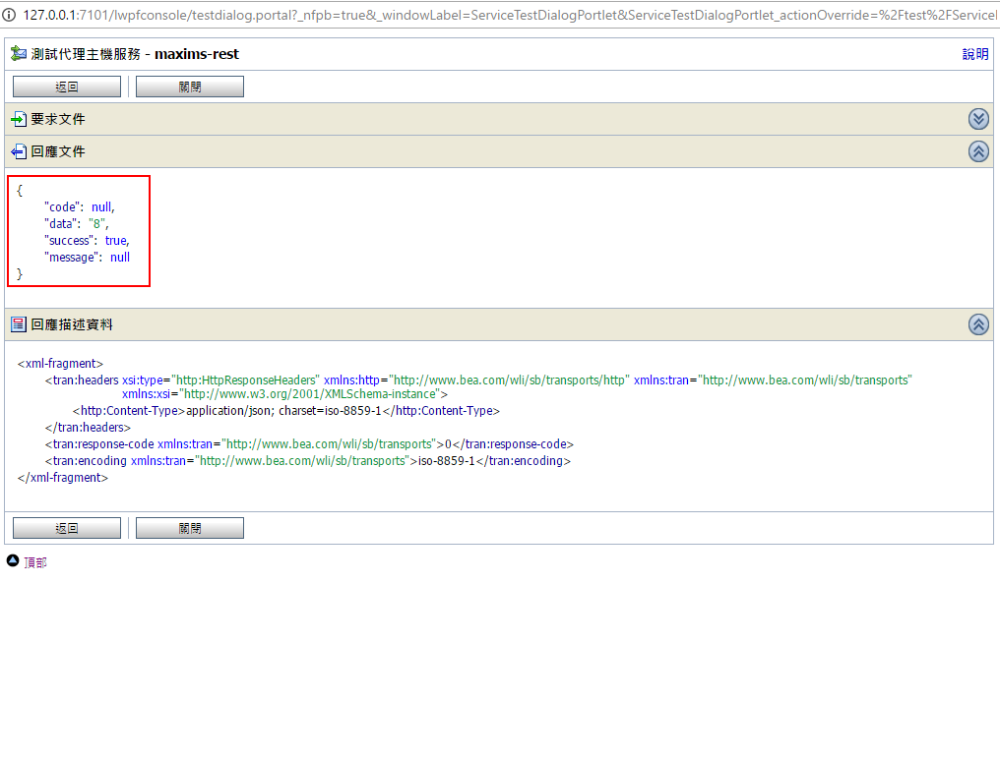 127.0.0.1:7101/lwpfconsole/testdialog.portal?_nfpb=true&_windowLabel=ServiceTestDialogPortlet&ServiceTestDialogPortlet_actionOverride=%2Ftest%2FServicel
測試代理主機服務 - maxims-rest 說明
返回 關閉
要求文件
回應文件
{
"code": null,
"data": "8",
"success": true,
"message": null
}
回應描述資料
<xml-fragment>
<tran:headers xsi:type="http:HttpResponseHeaders" xmlns:http="http://www.bea.com/wli/sb/transports/http" xmlns:tran="http://www.bea.com/wli/sb/transports"
xmlns:xsi="http://www.w3.org/2001/XMLSchema-instance">
<http:Content-Type>application/json; charset=iso-8859-1</http:Content-Type>
</tran:headers>
<tran:response-code xmlns:tran="http://www.bea.com/wli/sb/transports">0</tran:response-code>
<tran:encoding xmlns:tran="http://www.bea.com/wli/sb/transports">iso-8859-1</tran:encoding>
</xml-fragment>
返回 關閉
頂部